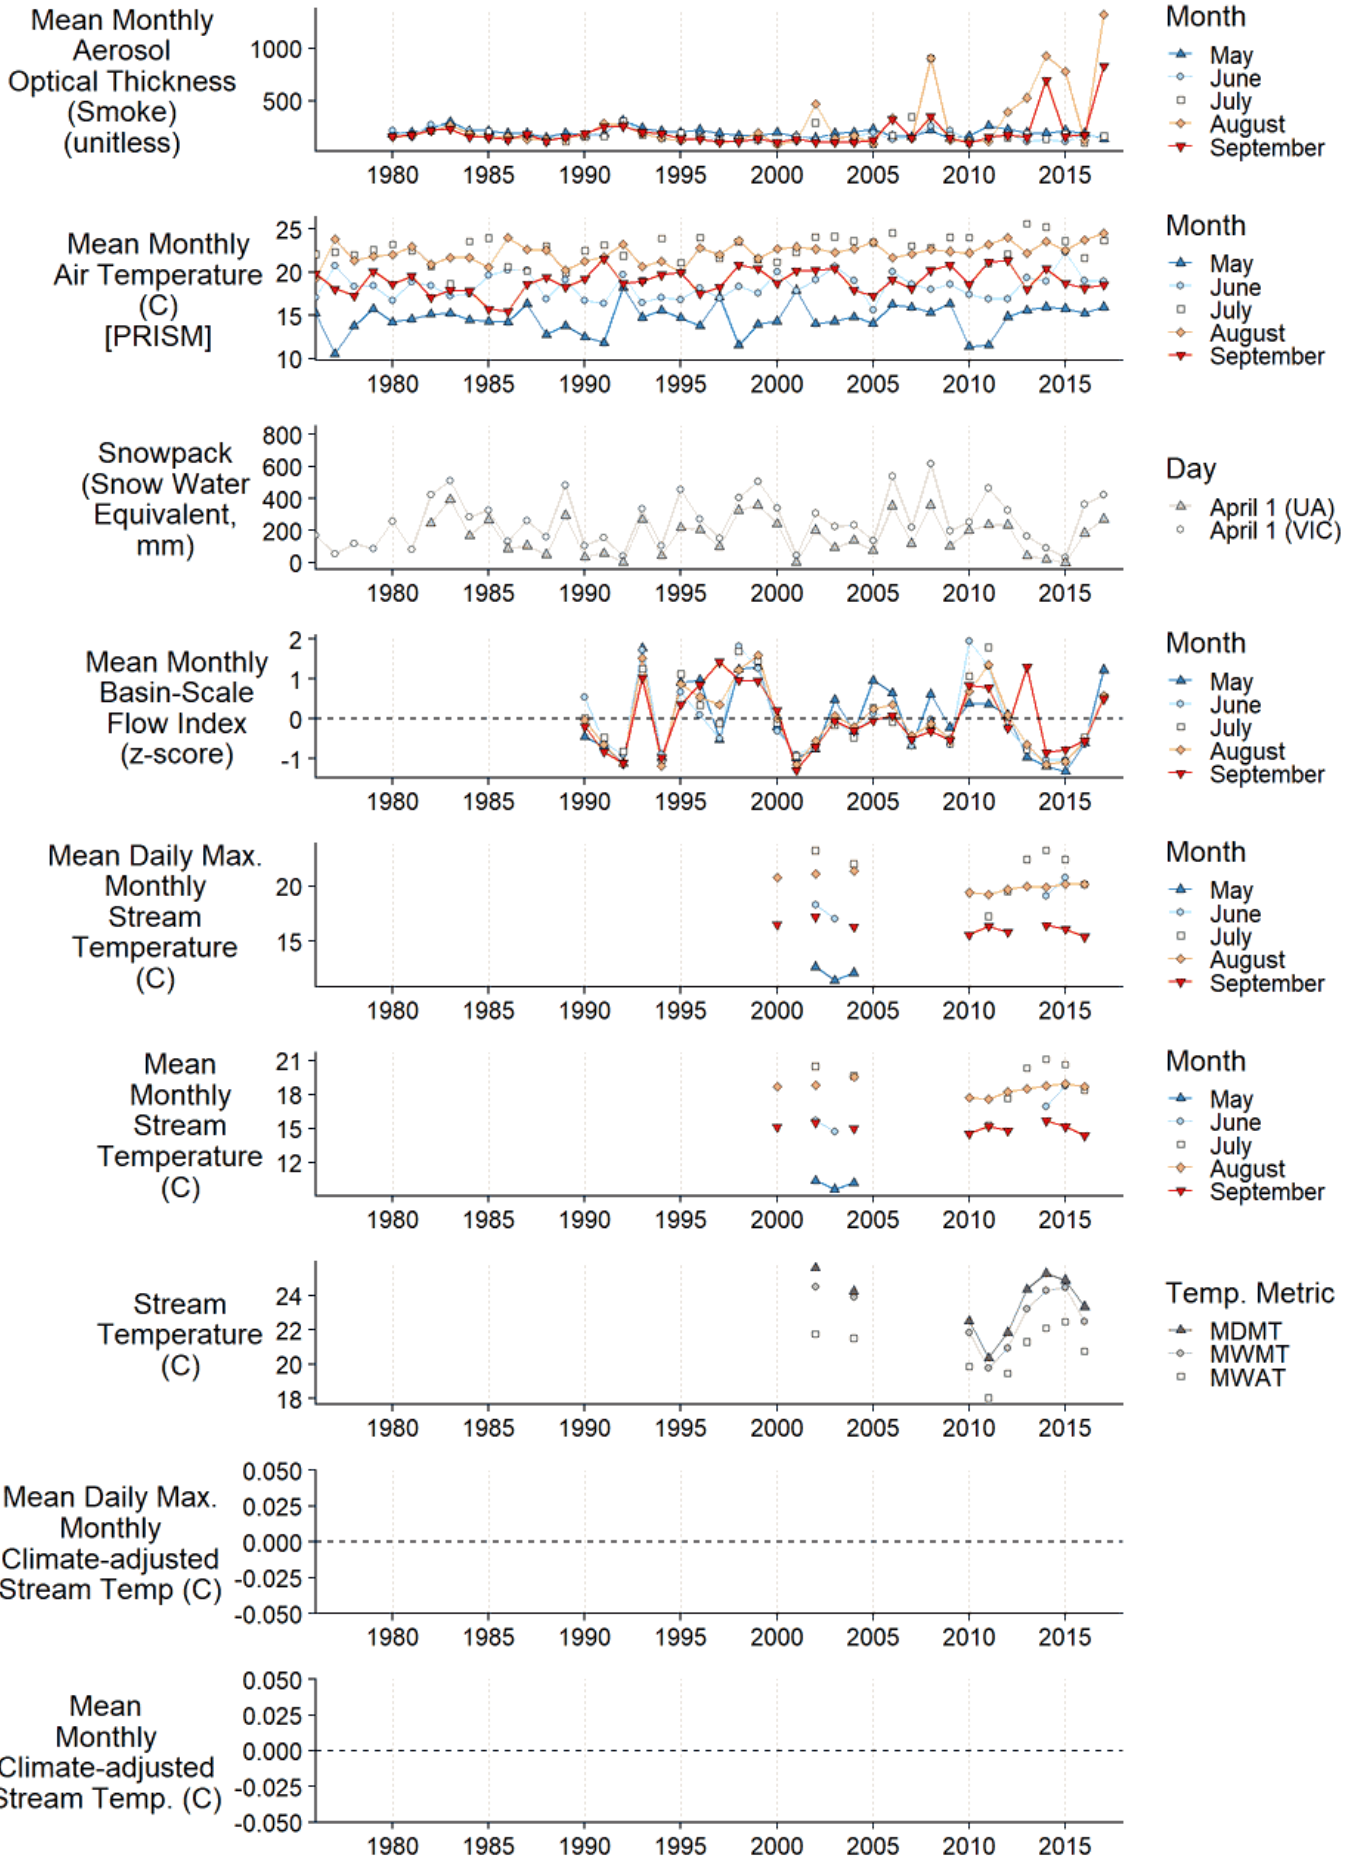 Mean Monthly
Aerosol
Optical Thickness
(Smoke)
(unitless)
1000
500
1980 1985 1990 1995 2000 2005 2010 2015
Month
May
June
July
August
September
Mean Monthly
Air Temperature
(C)
[PRISM]
25
20
15
10
1980 1985 1990 1995 2000 2005 2010 2015
Month
May
June
July
August
September
Snowpack
(Snow Water
Equivalent,
mm)
800
600
400
200
0
1980 1985 1990 1995 2000 2005 2010 2015
Day
April 1 (UA)
April 1 (VIC)
Mean Monthly
Basin-Scale
Flow Index
(z-score)
2
1
0
-1
1980 1985 1990 1995 2000 2005 2010 2015
Month
May
June
July
August
September
Mean Daily Max.
Monthly
Stream
Temperature
(C)
20
15
1980 1985 1990 1995 2000 2005 2010 2015
Month
May
June
July
August
September
Mean
Monthly
Stream
Temperature
(C)
21
18
15
12
1980 1985 1990 1995 2000 2005 2010 2015
Month
May
June
July
August
September
Stream
Temperature
(C)
24
22
20
18
1980 1985 1990 1995 2000 2005 2010 2015
Temp. Metric
MDMT
MWMT
MWAT
Mean Daily Max.
Monthly
Climate-adjusted
Stream Temp (C)
0.050
0.025
0.000
-0.025
-0.050
1980 1985 1990 1995 2000 2005 2010 2015
Mean
Monthly
Climate-adjusted
Stream Temp. (C)
0.050
0.025
0.000
-0.025
-0.050
1980 1985 1990 1995 2000 2005 2010 2015